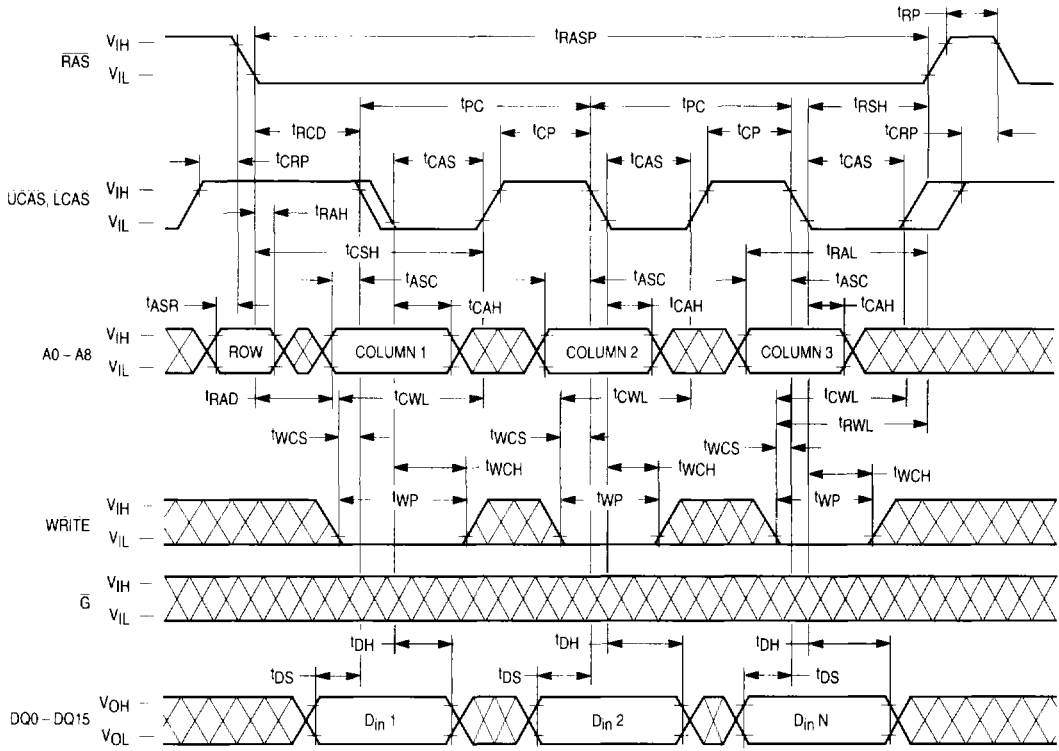 tRP
tRASP
VIH
RAS
VIL
tPC tPC tRSH
tRCD tCP tCP tCRP
tCRP tCAS tCAS tCAS
VIH
UCAS, LCAS
VIL
tRAH
tCSH tRAL
tASC tASC tASC
tASR tCAH tCAH tCAH
VIH
A0 – A8 ROW COLUMN 1 COLUMN 2 COLUMN 3
VIL
tRAD tCWL tCWL tCWL
tRWL
tWCS tWCS tWCS
tWCH tWCH tWCH
tWP tWP tWP
VIH
WRITE
VIL
VIH
G
VIL
tDH tDH tDH
tDS tDS tDS
VOH
DQ0 – DQ15 Din 1 Din 2 Din N
VOL